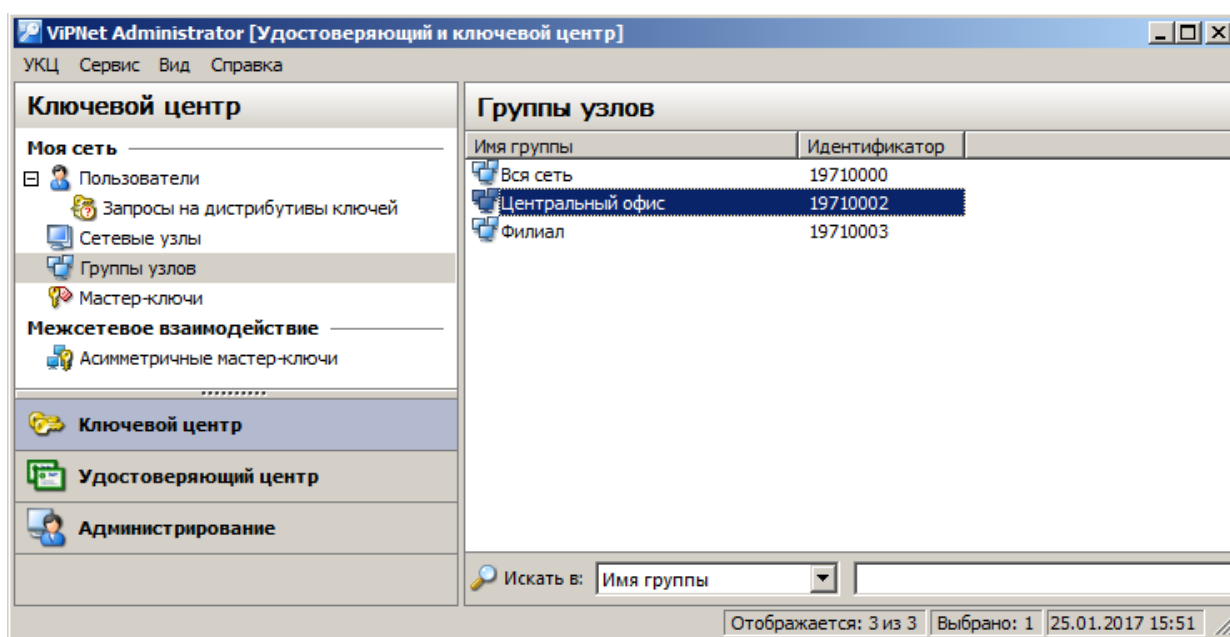 ViPNet Administrator [Удостоверяющий и ключевой центр]
УКЦ Сервис Вид Справка
Ключевой центр
Моя сеть
Пользователи
Запросы на дистрибутивы ключей
Сетевые узлы
Группы узлов
Мастер-ключи
Межсетевое взаимодействие
Асимметричные мастер-ключи
Ключевой центр
Удостоверяющий центр
Администрирование
Группы узлов
Имя группы Идентификатор
Вся сеть 19710000
Центральный офис 19710002
Филиал 19710003
Искать в: Имя группы
Отображается: 3 из 3 Выбрано: 1 25.01.2017 15:51